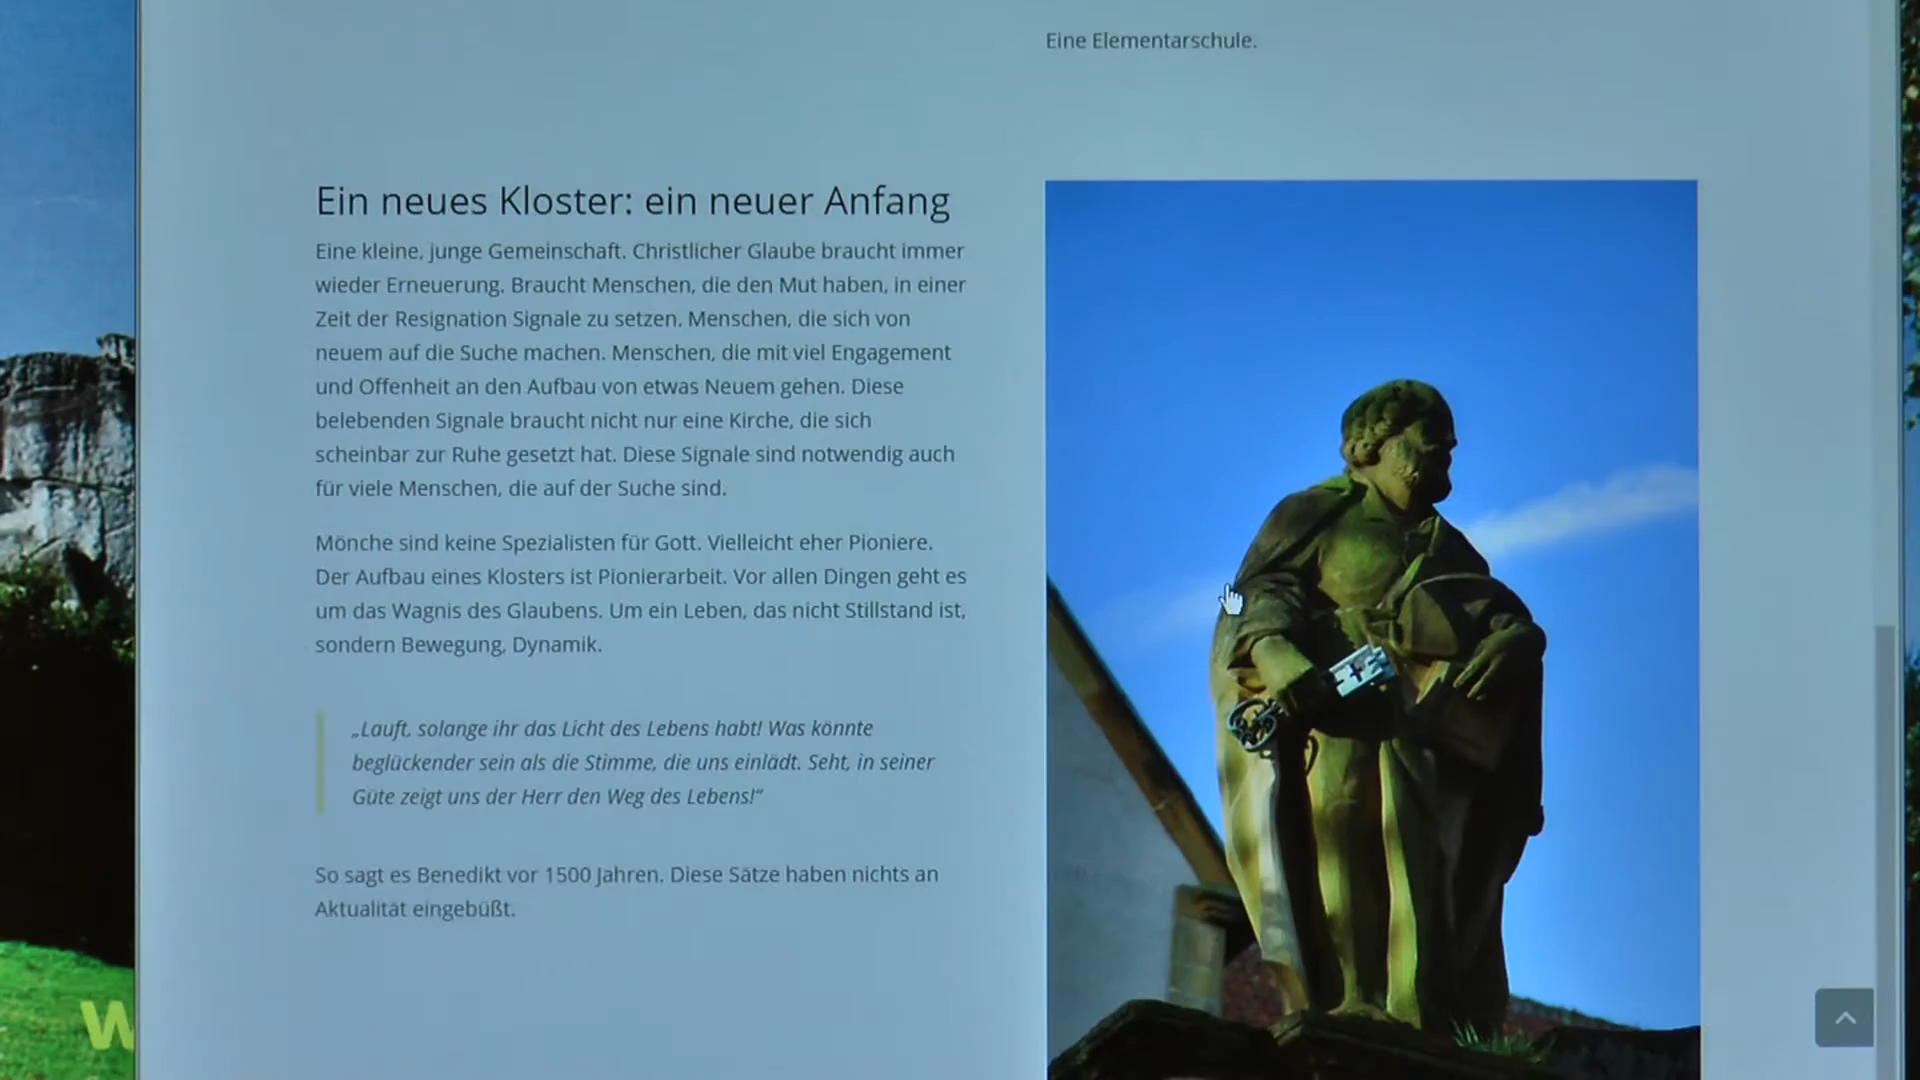 Eine Elementarschule.
Ein neues Kloster: ein neuer Anfang
Eine kleine, junge Gemeinschaft. Christlicher Glaube braucht immer
wieder Erneuerung. Braucht Menschen, die den Mut haben, in einer
Zeit der Resignation Signale zu setzen. Menschen, die sich von
neuem auf die Suche machen. Menschen, die mit viel Engagement
und Offenheit an den Aufbau von etwas Neuem gehen. Diese
belebenden Signale braucht nicht nur eine Kirche, die sich
scheinbar zur Ruhe gesetzt hat. Diese Signale sind notwendig auch
für viele Menschen, die auf der Suche sind.
Mönche sind keine Spezialisten für Gott. Vielleicht eher Pioniere.
Der Aufbau eines Klosters ist Pionierarbeit. Vor allen Dingen geht es
um das Wagnis des Glaubens. Um ein Leben, das nicht Stillstand ist,
sondern Bewegung, Dynamik.
„Lauft, solange ihr das Licht des Lebens habt! Was könnte
beglückender sein als die Stimme, die uns einlädt. Seht, in seiner
Güte zeigt uns der Herr den Weg des Lebens!“
So sagt es Benedikt vor 1500 Jahren. Diese Sätze haben nichts an
Aktualität eingebüßt.
W